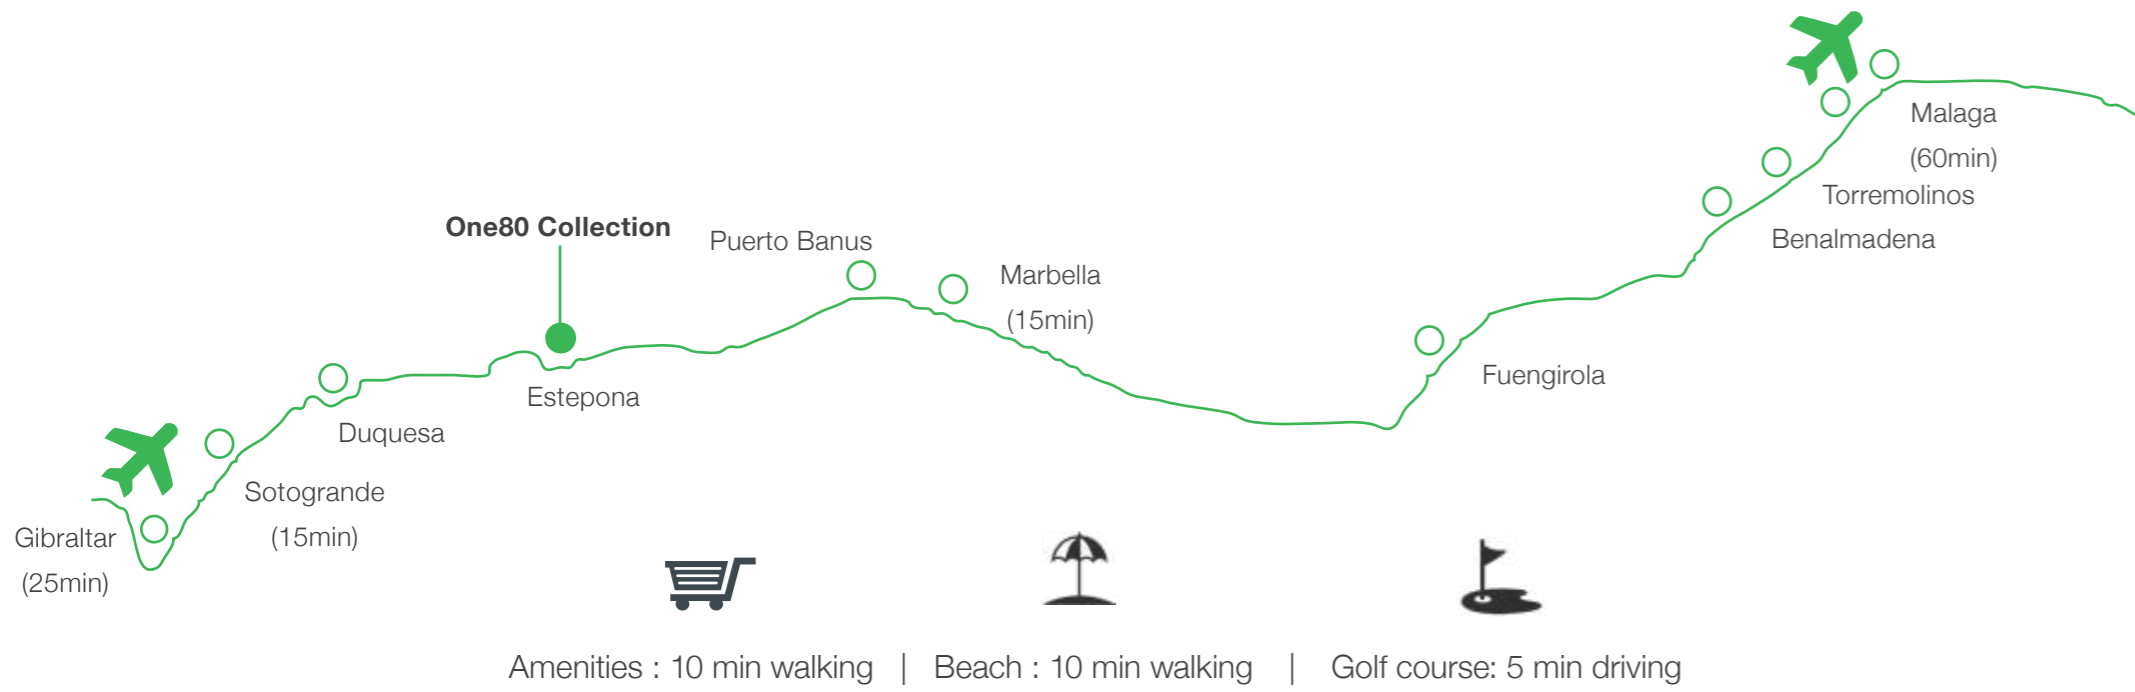 Malaga
(60min)
Torremolinos
One80 Collection
Puerto Banus
Benalmadena
Marbella
(15min)
Fuengirola
Estepona
Duquesa
Sotogrande
(15min)
Gibraltar
(25min)
Amenities : 10 min walking | Beach : 10 min walking | Golf course: 5 min driving